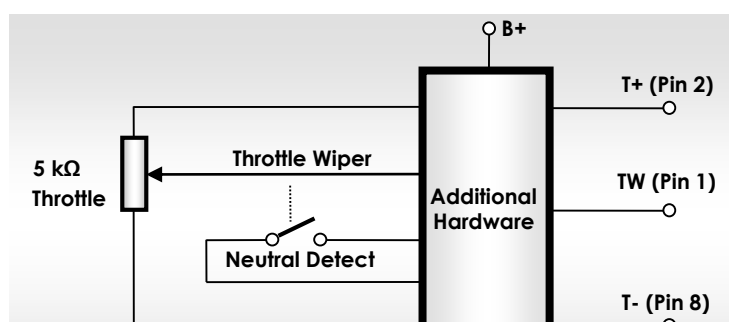 B+
T+ (Pin 2)
Throttle Wiper
5 kΩ
Throttle
TW (Pin 1)
Additional
Hardware
Neutral Detect
T- (Pin 8)